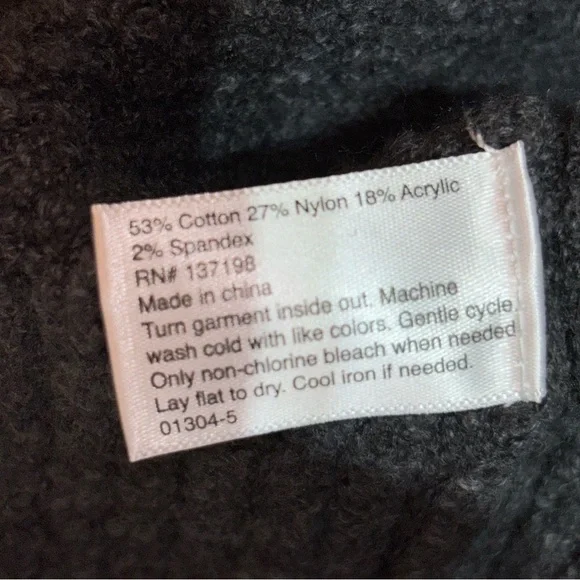 53% Cotton 27% Nylon 18% Acrylic
2% Spandex
RN# 137198
Made in china
Turn garment inside out. Machine
wash cold with like colors. Gentle cycle
Only non-chlorine bleach when needed
Lay flat to dry. Cool iron if needed.
01304-5